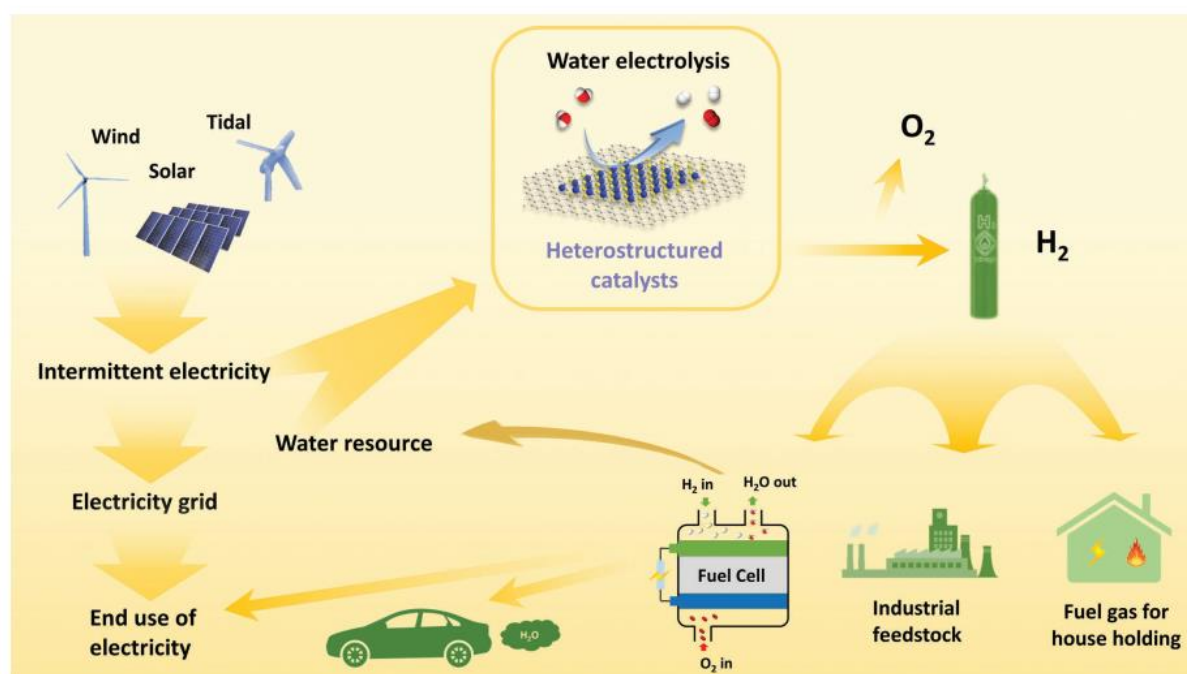 Water electrolysis
Tidal
Wind
Solar
O₂
H₂
H₂
Heterostructured
catalysts
Intermittent electricity
Water resource
Electricity grid
H₂ in
H₂O out
Fuel Cell
O₂ in
End use of
electricity
H₂O
Industrial
feedstock
Fuel gas for
house holding